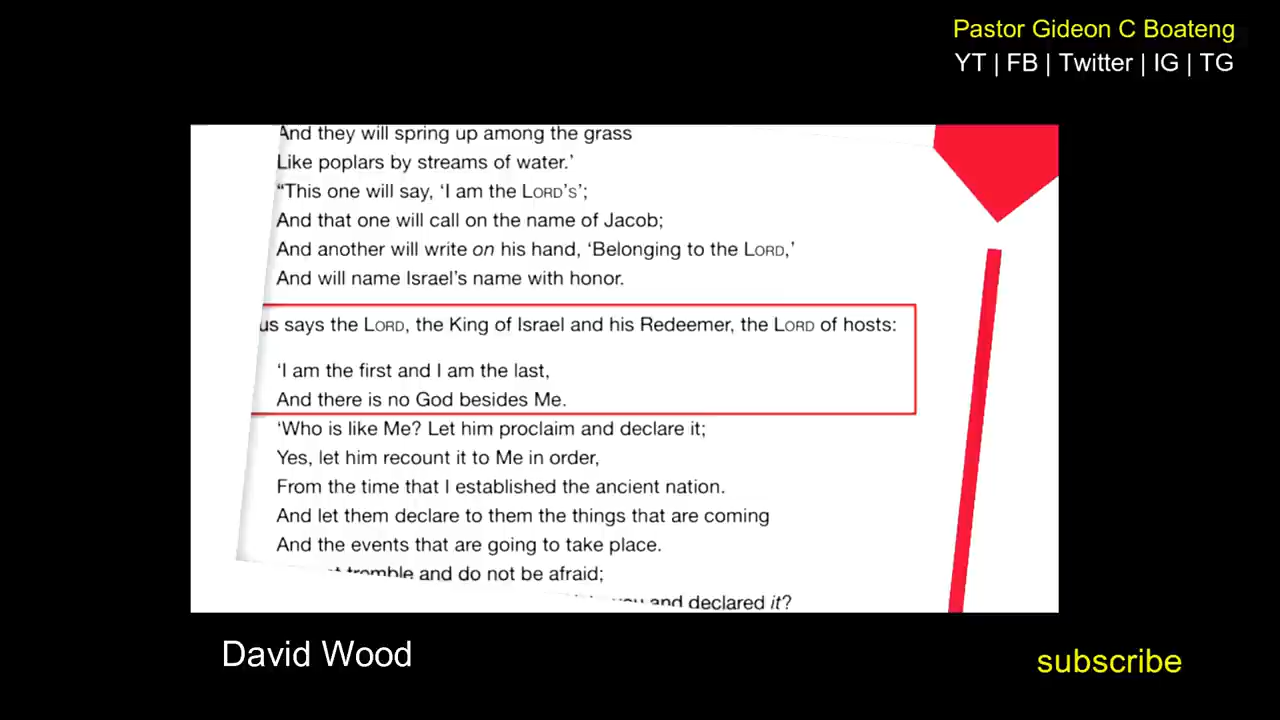 Pastor Gideon C Boateng
YT | FB | Twitter | IG | TG
And they will spring up among the grass
Like poplars by streams of water.’
“This one will say, ‘I am the LORD’S’;
And that one will call on the name of Jacob;
And another will write on his hand, ‘Belonging to the LORD,’
And will name Israel’s name with honor.
us says the LORD, the King of Israel and his Redeemer, the LORD of hosts:
‘I am the first and I am the last,
And there is no God besides Me.
‘Who is like Me? Let him proclaim and declare it;
Yes, let him recount it to Me in order,
From the time that I established the ancient nation.
And let them declare to them the things that are coming
And the events that are going to take place.
tremble and do not be afraid;
you and declared it?
David Wood
subscribe